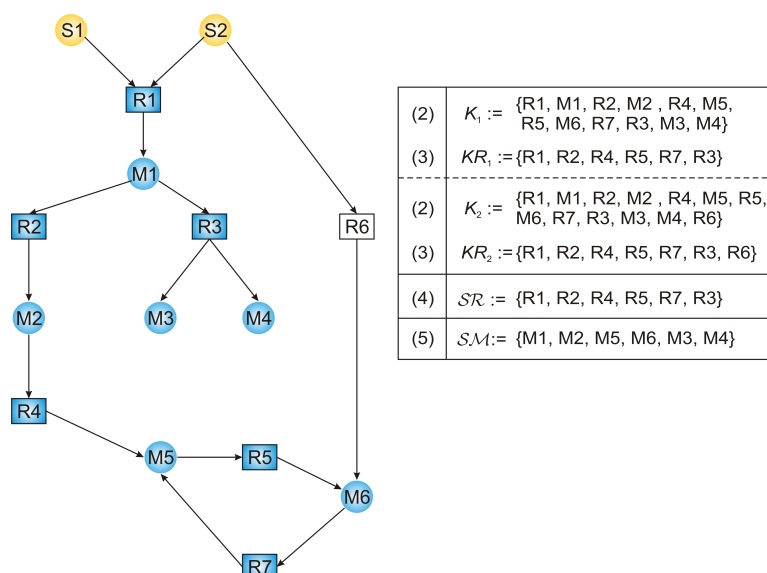 S1
S2
R1
M1
R2
R3
R6
M2
M3
M4
R4
M5
R5
M6
R7
(2) K₁ := {R1, M1, R2, M2 , R4, M5,
R5, M6, R7, R3, M3, M4}
(3) KR₁ := {R1, R2, R4, R5, R7, R3}
(2) K₂ := {R1, M1, R2, M2 , R4, M5, R5,
M6, R7, R3, M3, M4, R6}
(3) KR₂ := {R1, R2, R4, R5, R7, R3, R6}
(4) 𝒮ℛ := {R1, R2, R4, R5, R7, R3}
(5) 𝒮ℳ := {M1, M2, M5, M6, M3, M4}